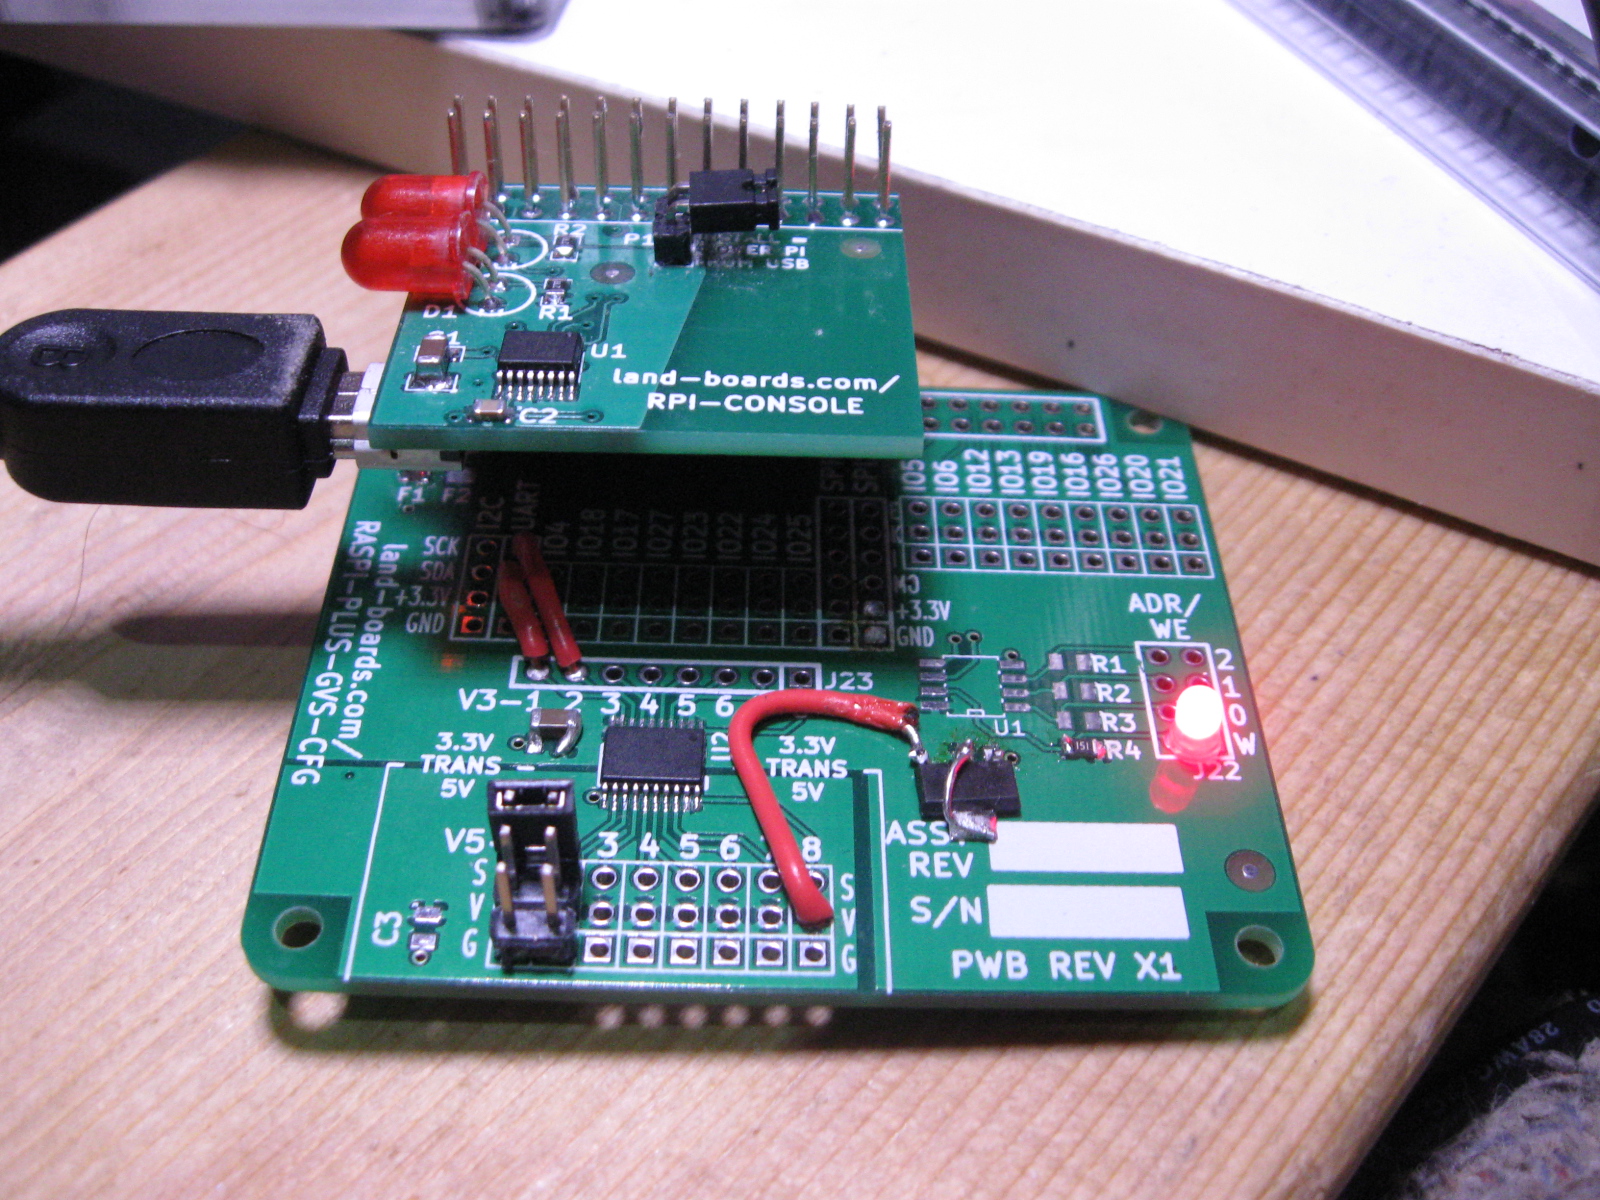 R2
P1
PI
USB
D1
R1
U1
land-boards.com/
RPI-CONSOLE
C2
F1 F2
I2C
UART
IO4
IO18
IO17
IO27
IO23
IO22
IO24
IO25
IO5
IO6
IO12
IO13
IO19
IO16
IO26
IO20
IO21
SCK
SDA
+3.3V
GND
+3.3V
GND
land-boards.com/
RASPI-PLUS-GVS-CFG
ADR/
WE
R1 2
R2 1
R3 0
R4 W
J22
U1
J23
V3-1 2 3 4 5 6
3.3V
TRANS
5V
3.3V
TRANS
5V
V5
3 4 5 6 8
S
V
G
S
V
G
C3
REV
S/N
PWB REV X1
B